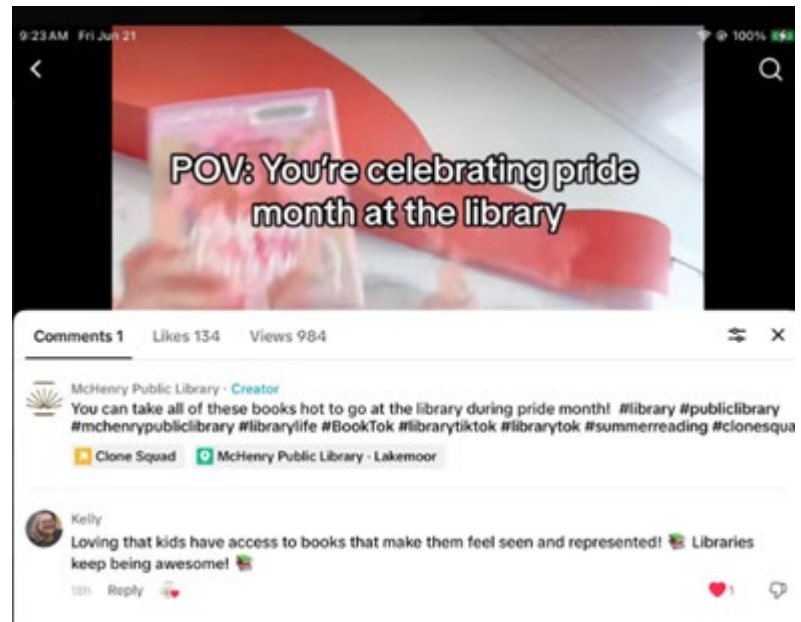 9:23 AM Fri Jun 21
100%
POV: You're celebrating pride
month at the library
Comments 1 Likes 134 Views 984
McHenry Public Library · Creator
You can take all of these books hot to go at the library during pride month! #library #publiclibrary
#mchenrypubliclibrary #librarylife #BookTok #librarytiktok #librarytok #summerreading #clonesqua
Clone Squad McHenry Public Library - Lakemoor
Kelly
Loving that kids have access to books that make them feel seen and represented! 📚 Libraries
keep being awesome! 📚
18h Reply 1